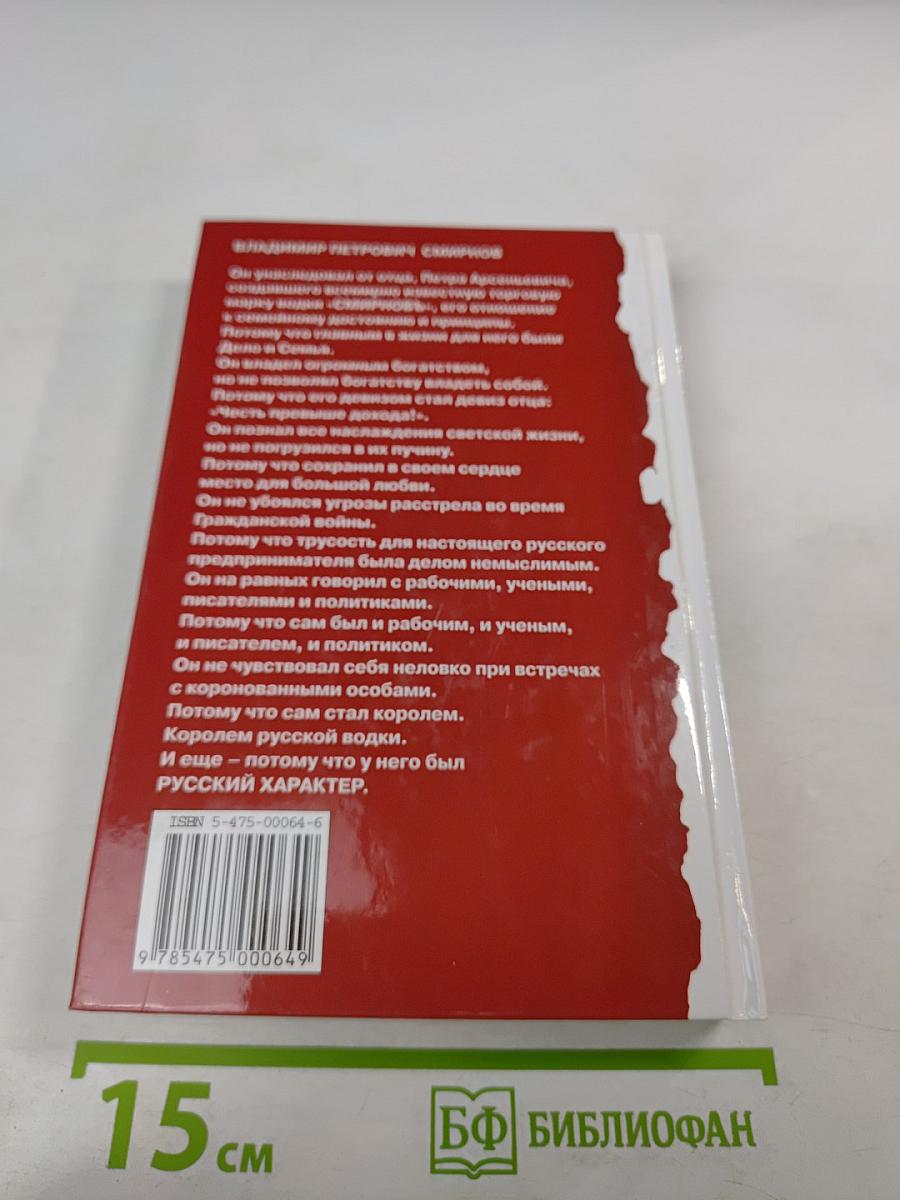 ВЛАДИМИР ПЕТРОВИЧ СМИРНОВ
Он унаследовал от отца, Петра Арсеньевича,
создавшего всемирно известную торговую
марку водки «СМИРНОВЪ», его отношение
к семейному достоянию и принципы.
Потому что главным в жизни для него были
Дело и Семья.
Он владел огромным богатством,
но не позволял богатству владеть собой.
Потому что его девизом стал девиз отца:
«Честь превыше дохода!».
Он познал все наслаждения светской жизни,
но не погрузился в их пучину.
Потому что сохранил в своем сердце
место для большой любви.
Он не убоялся угрозы расстрела во время
Гражданской войны.
Потому что трусость для настоящего русского
предпринимателя была делом немыслимым.
Он на равных говорил с рабочими, учеными,
писателями и политиками.
Потому что сам был и рабочим, и ученым,
и писателем, и политиком.
Он не чувствовал себя неловко при встречах
с коронованными особами.
Потому что сам стал королем.
Королем русской водки.
И еще – потому что у него был
РУССКИЙ ХАРАКТЕР.
ISBN 5-475-00064-6
9 785475 000649
15 см
БФ БИБЛИОФАН